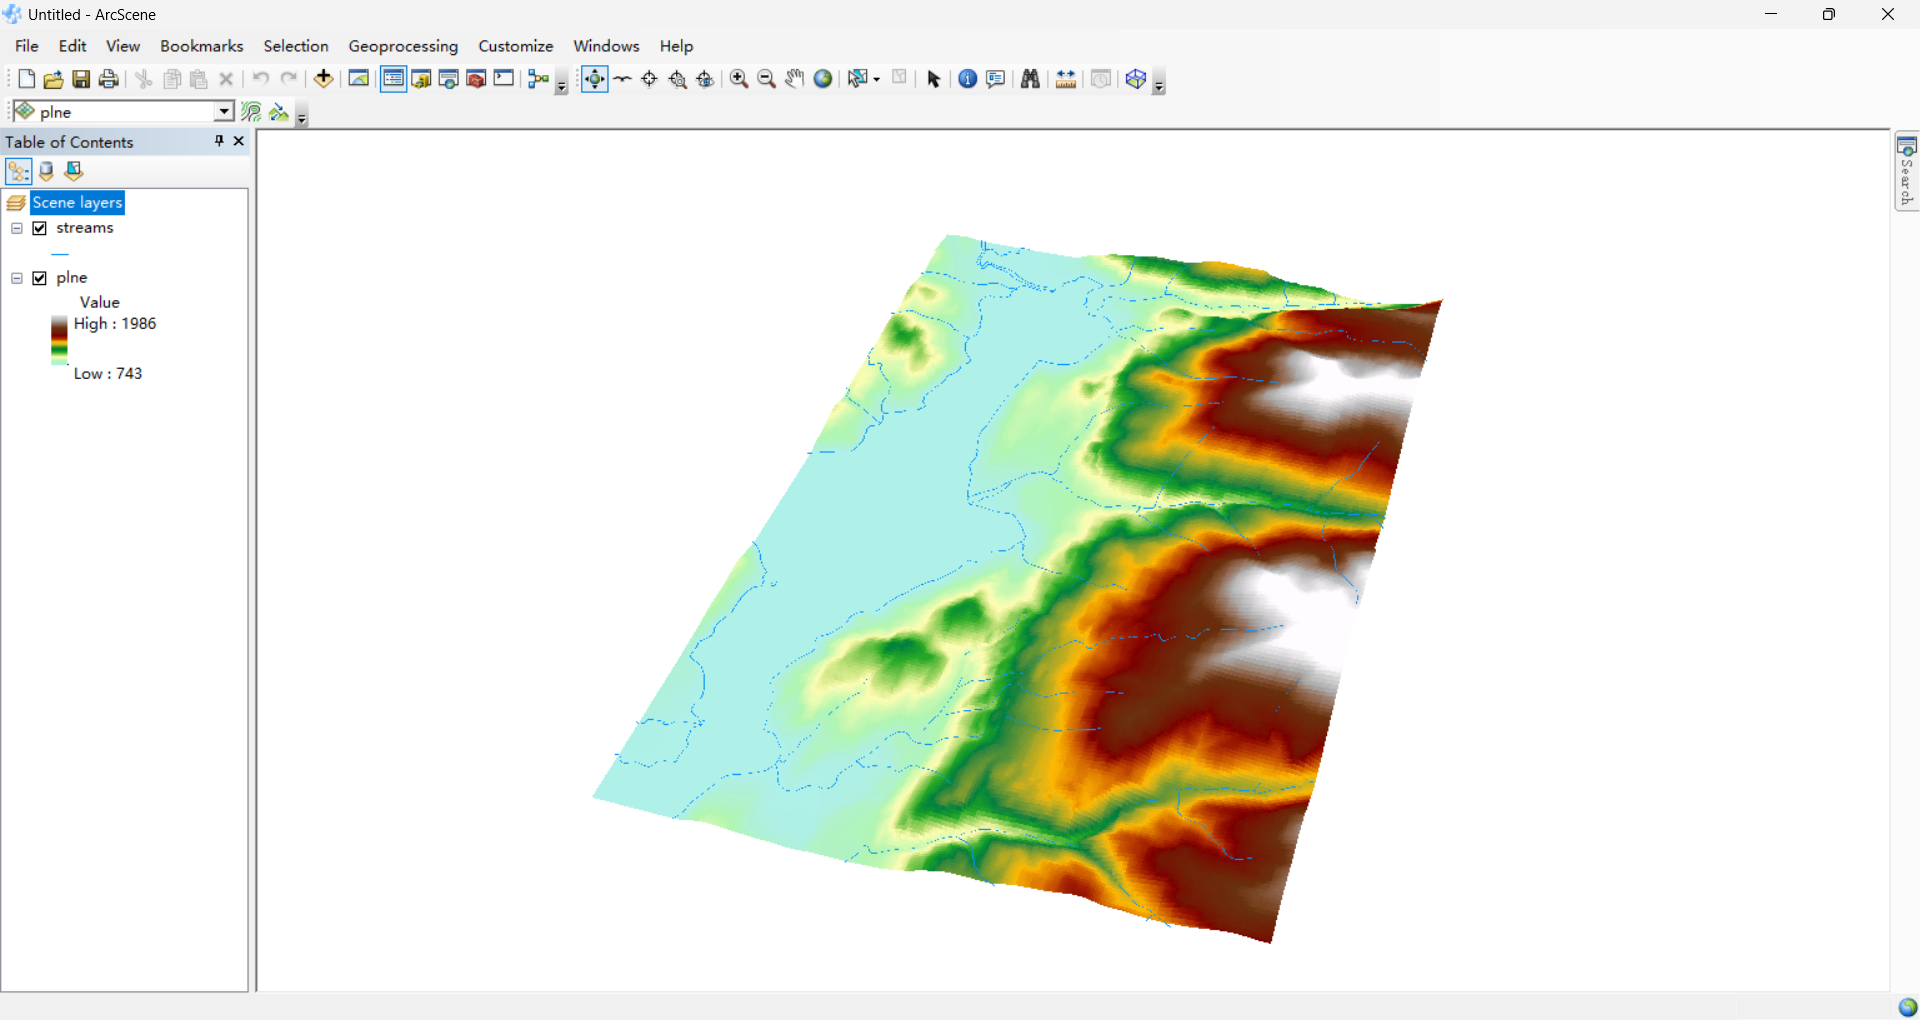 Untitled - ArcScene
File Edit View Bookmarks Selection Geoprocessing Customize Windows Help
plne
Table of Contents
Scene layers
streams
plne
Value
High : 1986
Low : 743
Search